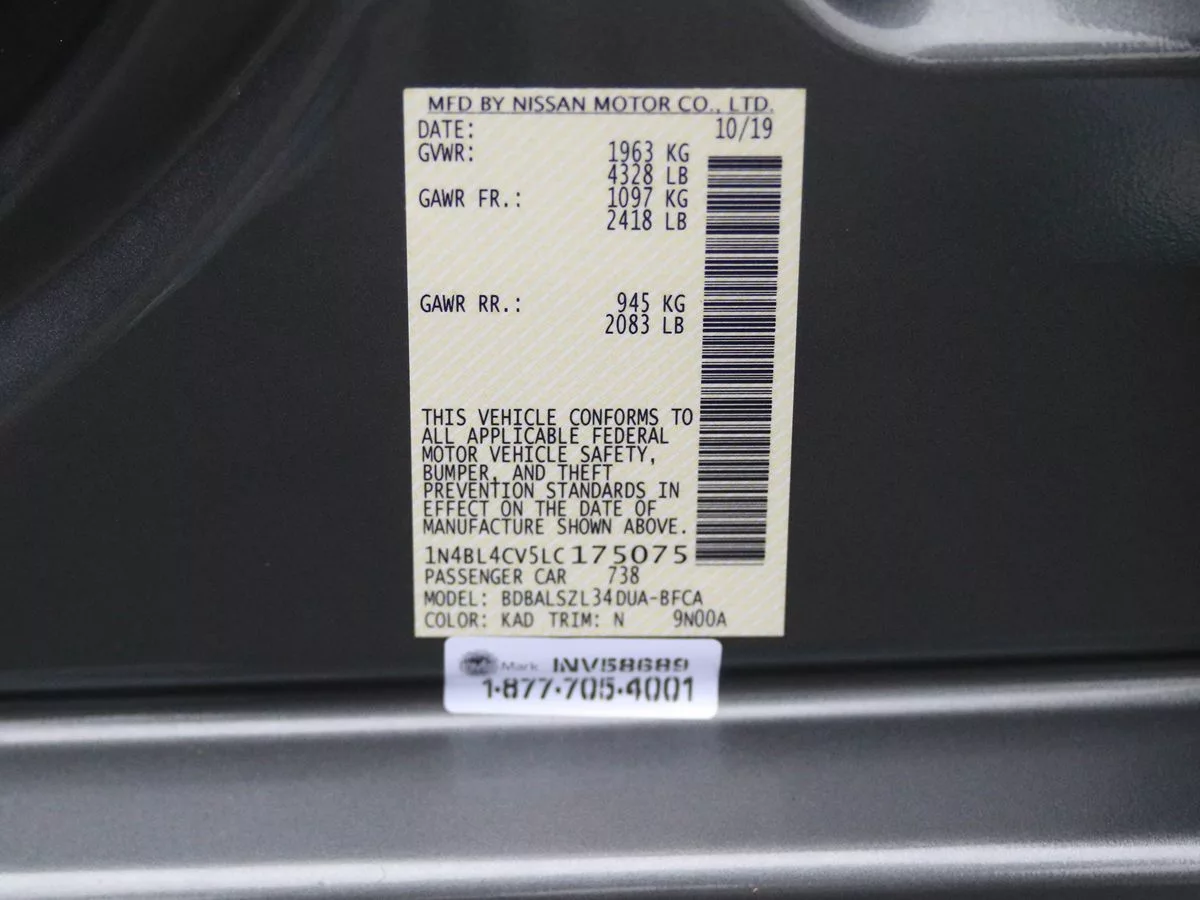 MFD BY NISSAN MOTOR CO., LTD.
DATE: 10/19
GVWR: 1963 KG
4328 LB
GAWR FR.: 1097 KG
2418 LB
GAWR RR.: 945 KG
2083 LB
THIS VEHICLE CONFORMS TO
ALL APPLICABLE FEDERAL
MOTOR VEHICLE SAFETY,
BUMPER, AND THEFT
PREVENTION STANDARDS IN
EFFECT ON THE DATE OF
MANUFACTURE SHOWN ABOVE.
1N4BL4CV5LC175075
PASSENGER CAR 738
MODEL: BDBALSZL34DUA-BFCA
COLOR: KAD TRIM: N 9N00A
Mark INV58689
1-877-705-4001